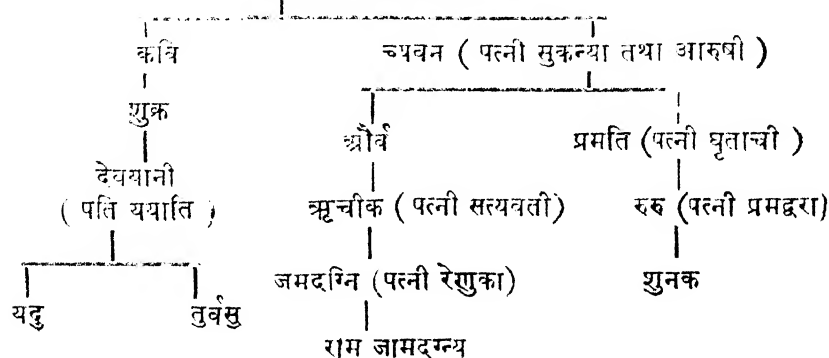 कवि च्यवन ( पत्नी सुकन्या तथा आरुषी )
शुक्र और्व प्रमति (पत्नी घृताची )
देवयानी
( पति ययाति ) ऋचीक ( पत्नी सत्यवती) रुरु (पत्नी प्रमद्वरा)
जमदग्नि (पत्नी रेणुका) शुनक
यदु तुर्वसु
राम जामदग्न्य